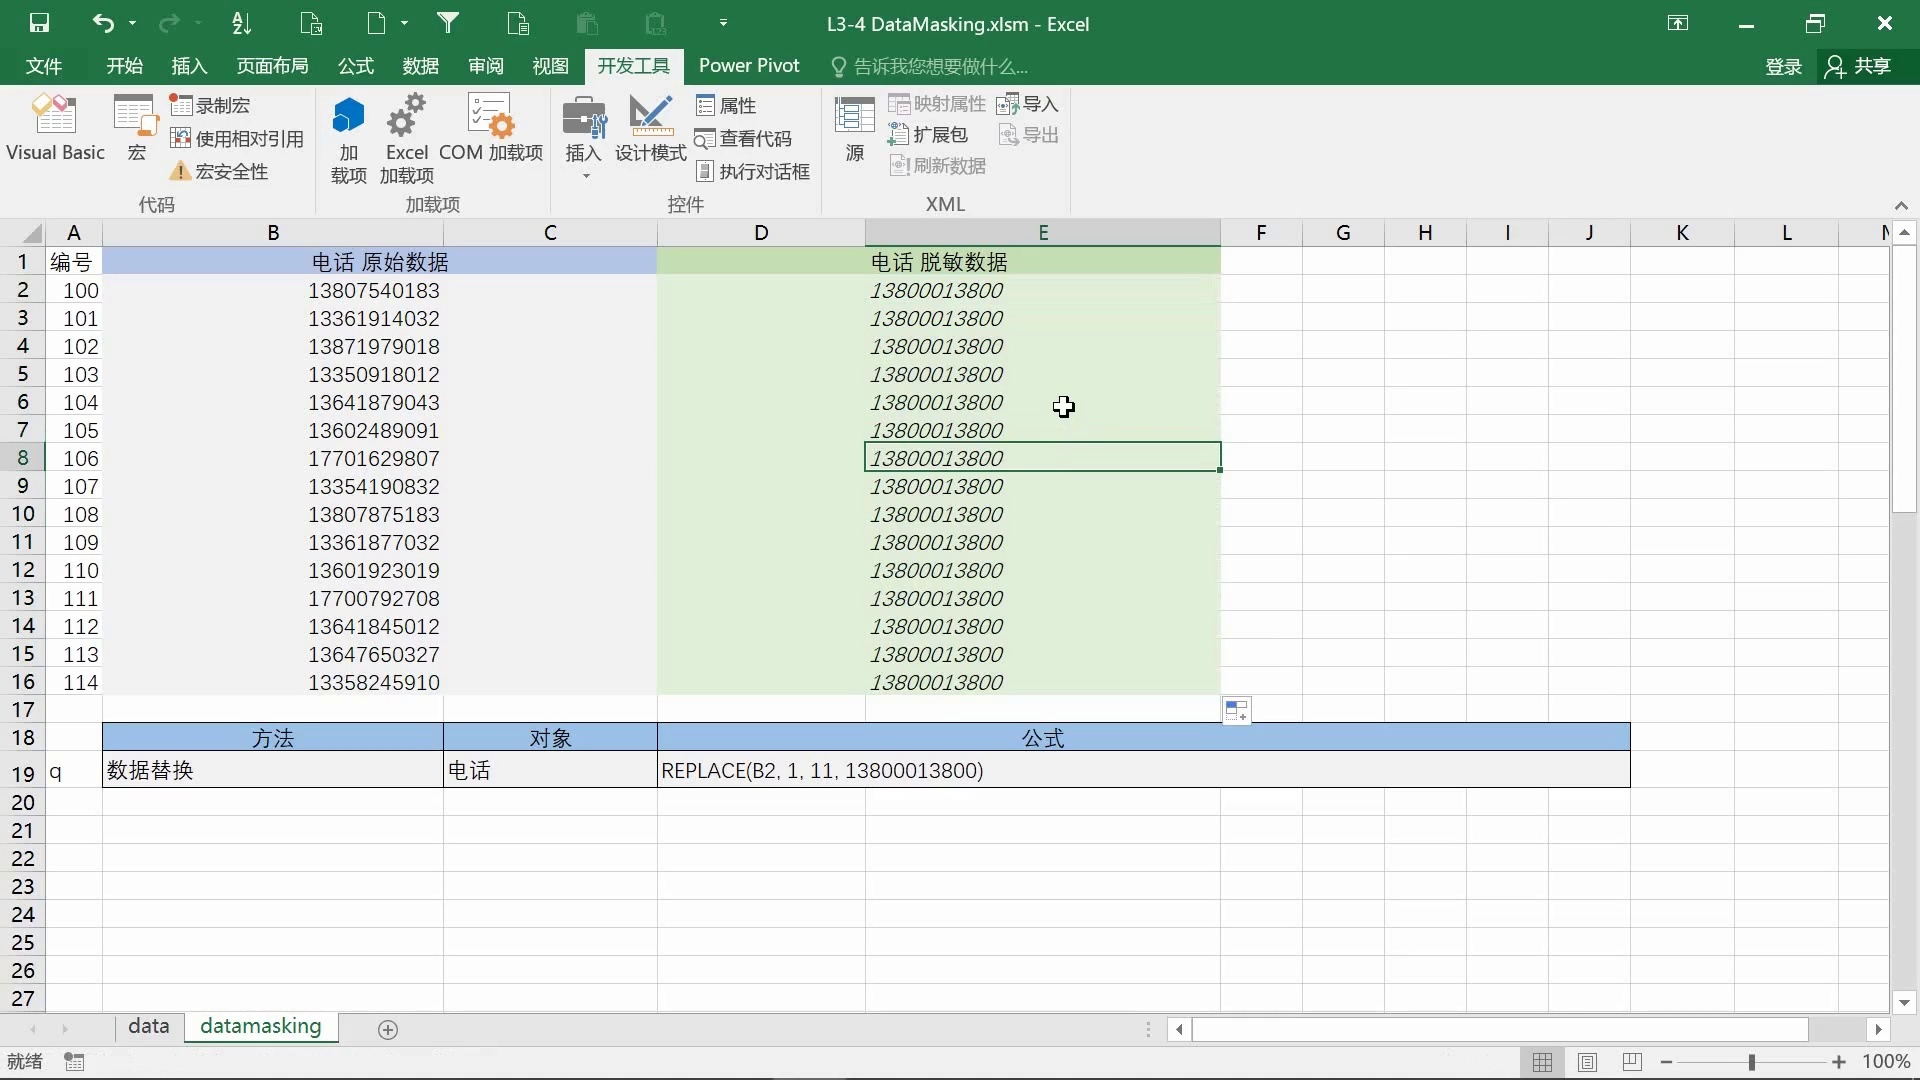 L3-4 DataMasking.xlsm - Excel
文件 开始 插入 页面布局 公式 数据 审阅 视图 开发工具 Power Pivot 告诉我您想要做什么... 登录 共享
Visual Basic
宏
录制宏
使用相对引用
宏安全性
代码
加
载项
Excel
加载项
COM 加载项
加载项
插入
设计模式
属性
查看代码
执行对话框
控件
源
映射属性
扩展包
刷新数据
导入
导出
XML
A B C D E F G H I J K L
1 编号 电话 原始数据 电话 脱敏数据
2 100 13807540183 13800013800
3 101 13361914032 13800013800
4 102 13871979018 13800013800
5 103 13350918012 13800013800
6 104 13641879043 13800013800
7 105 13602489091 13800013800
8 106 17701629807 13800013800
9 107 13354190832 13800013800
10 108 13807875183 13800013800
11 109 13361877032 13800013800
12 110 13601923019 13800013800
13 111 17700792708 13800013800
14 112 13641845012 13800013800
15 113 13647650327 13800013800
16 114 13358245910 13800013800
17
18 方法 对象 公式
19 q 数据替换 电话 REPLACE(B2, 1, 11, 13800013800)
20
21
22
23
24
25
26
27
data datamasking
就绪 100%